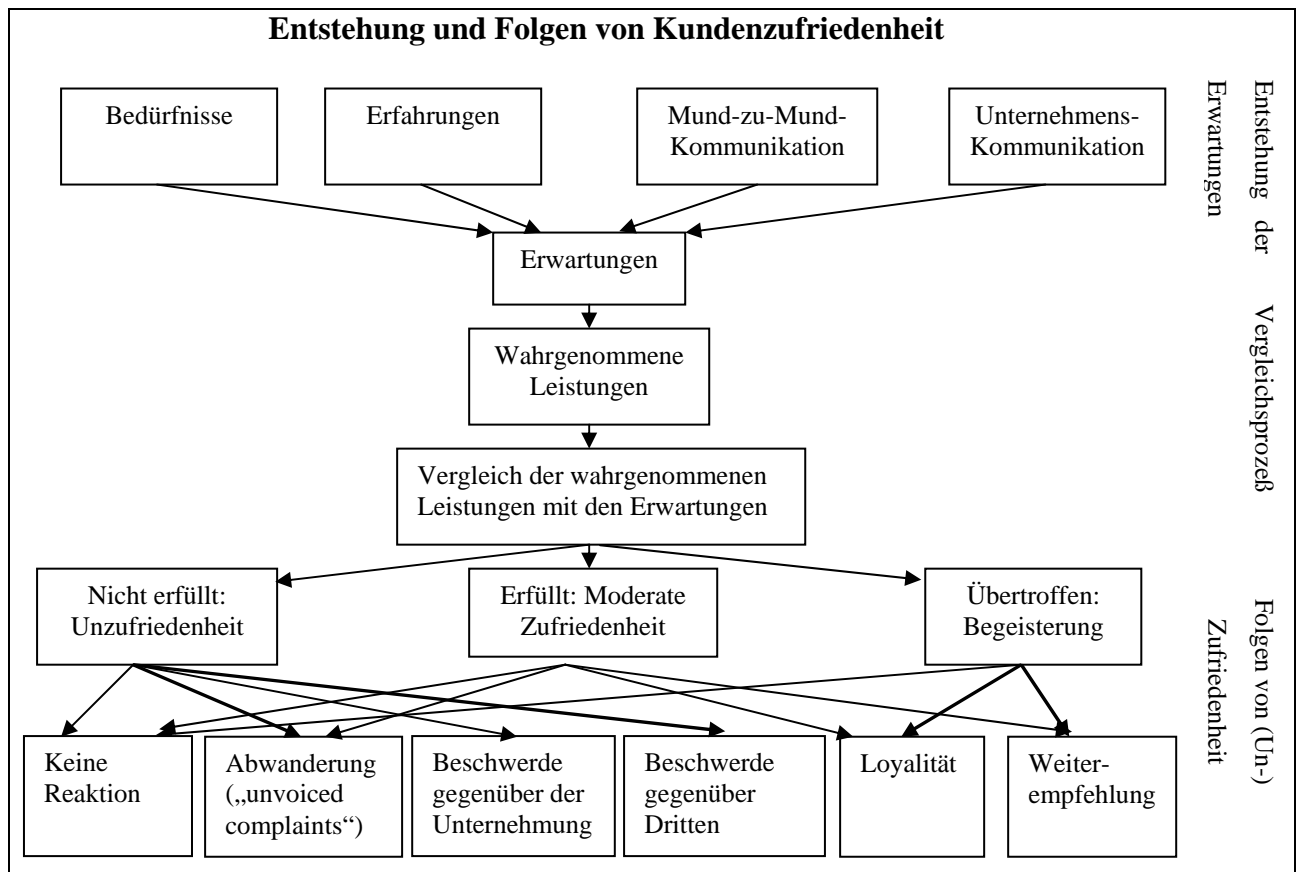 Entstehung und Folgen von Kundenzufriedenheit
Bedürfnisse
Erfahrungen
Mund-zu-Mund-
Kommunikation
Unternehmens-
Kommunikation
Entstehung der
Erwartungen
Erwartungen
Wahrgenommene
Leistungen
Vergleichsprozeß
Vergleich der wahrgenommenen
Leistungen mit den Erwartungen
Nicht erfüllt:
Unzufriedenheit
Erfüllt: Moderate
Zufriedenheit
Übertroffen:
Begeisterung
Folgen von (Un-)
Zufriedenheit
Keine
Reaktion
Abwanderung
(„unvoiced
complaints“)
Beschwerde
gegenüber der
Unternehmung
Beschwerde
gegenüber
Dritten
Loyalität
Weiter-
empfehlung